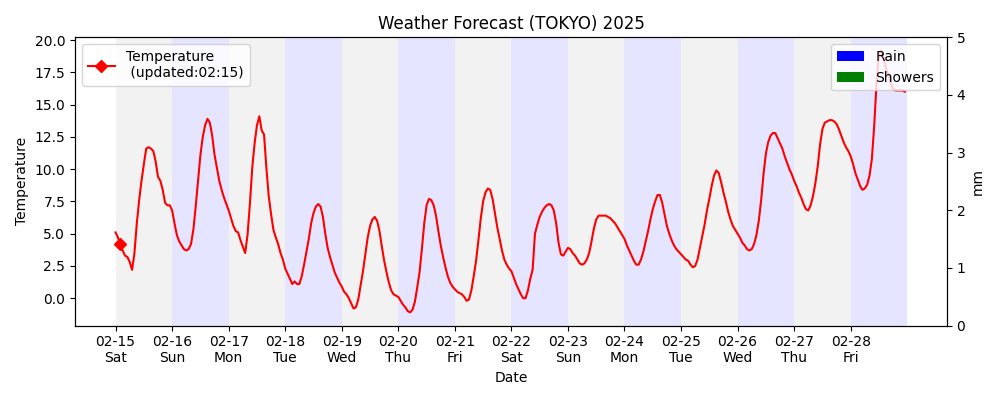 Weather Forecast (TOKYO) 2025
Temperature
(updated:02:15)
Rain
Showers
20.0
17.5
15.0
12.5
10.0
7.5
5.0
2.5
0.0
Temperature
5
4
3
2
1
0
mm
02-15 02-16 02-17 02-18 02-19 02-20 02-21 02-22 02-23 02-24 02-25 02-26 02-27 02-28
Sat Sun Mon Tue Wed Thu Fri Sat Sun Mon Tue Wed Thu Fri
Date